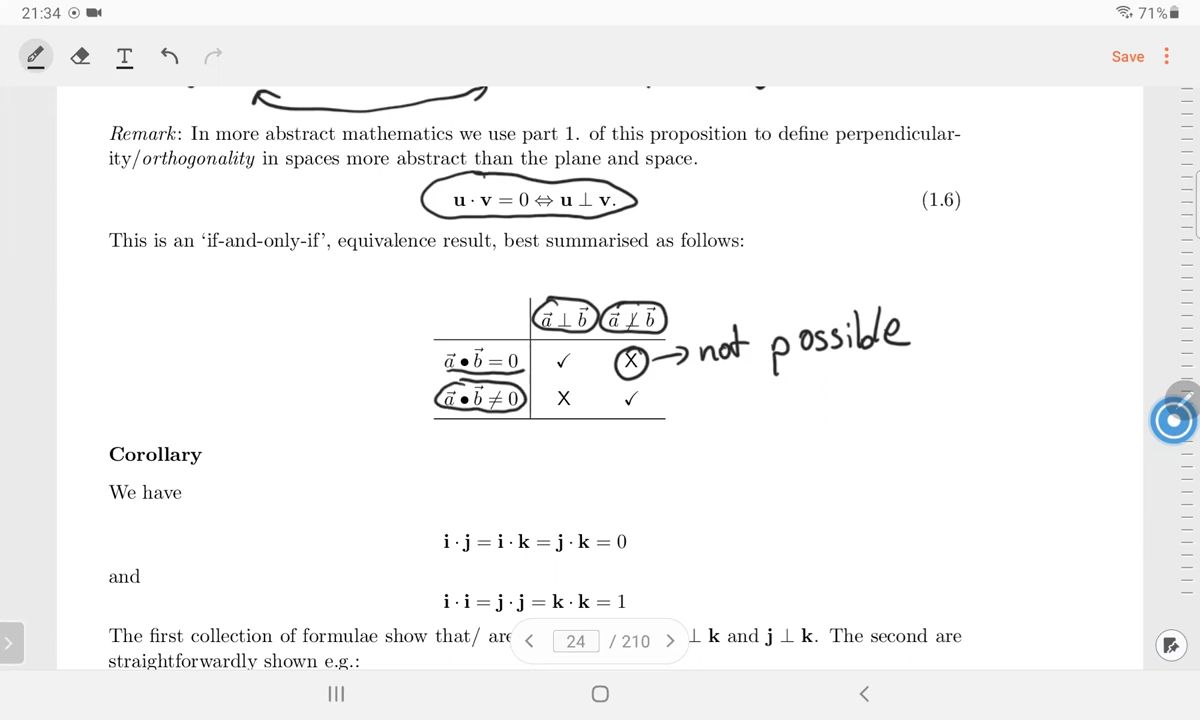 21:34 71%
T Save
Remark: In more abstract mathematics we use part 1. of this proposition to define perpendicular-
ity/orthogonality in spaces more abstract than the plane and space.
u · v = 0 ⇔ u ⊥ v. (1.6)
This is an ‘if-and-only-if’, equivalence result, best summarised as follows:
a⃗ ⊥ b⃗ a⃗ ⊥̸ b⃗
a⃗ • b⃗ = 0 ✓ X → not possible
a⃗ • b⃗ ≠ 0 X ✓
Corollary
We have
i · j = i · k = j · k = 0
and
i · i = j · j = k · k = 1
The first collection of formulae show that/ are ⊥ k and j ⊥ k. The second are
24 / 210
straightforwardly shown e.g.: